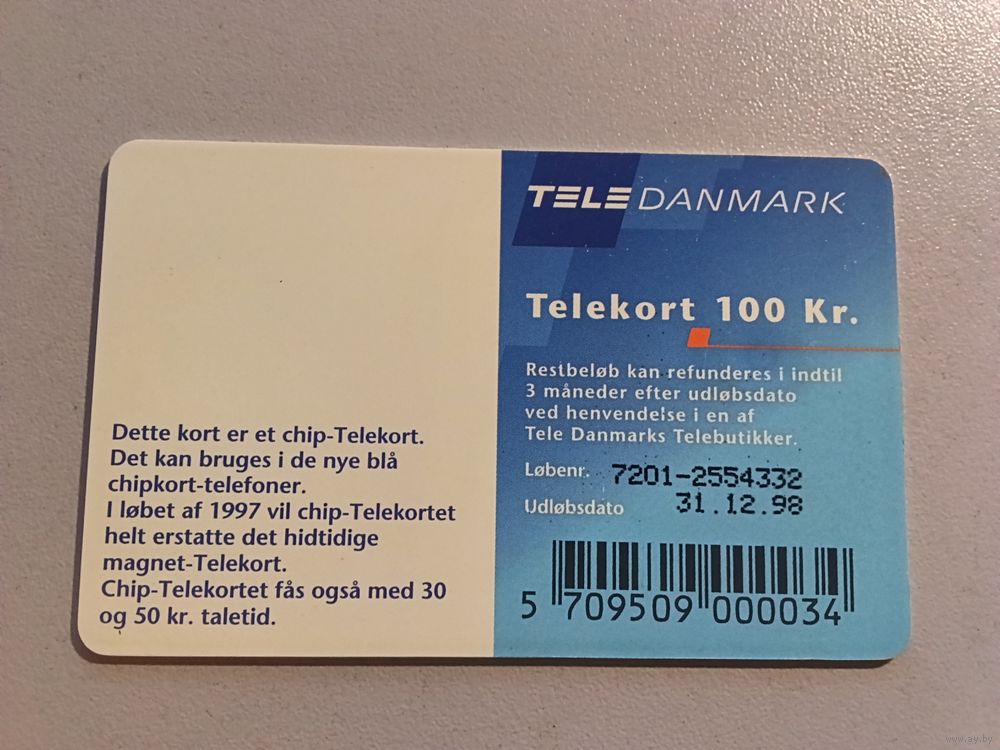 TELE DANMARK
Telekort 100 Kr.
Restbeløb kan refunderes i indtil
3 måneder efter udløbsdato
ved henvendelse i en af
Tele Danmarks Telebutikker.
Løbenr. 7201-2554332
Udløbsdato 31.12.98
5 709509 000034
Dette kort er et chip-Telekort.
Det kan bruges i de nye blå
chipkort-telefoner.
I løbet af 1997 vil chip-Telekortet
helt erstatte det hidtidige
magnet-Telekort.
Chip-Telekortet fås også med 30
og 50 kr. taletid.
www.ay.by